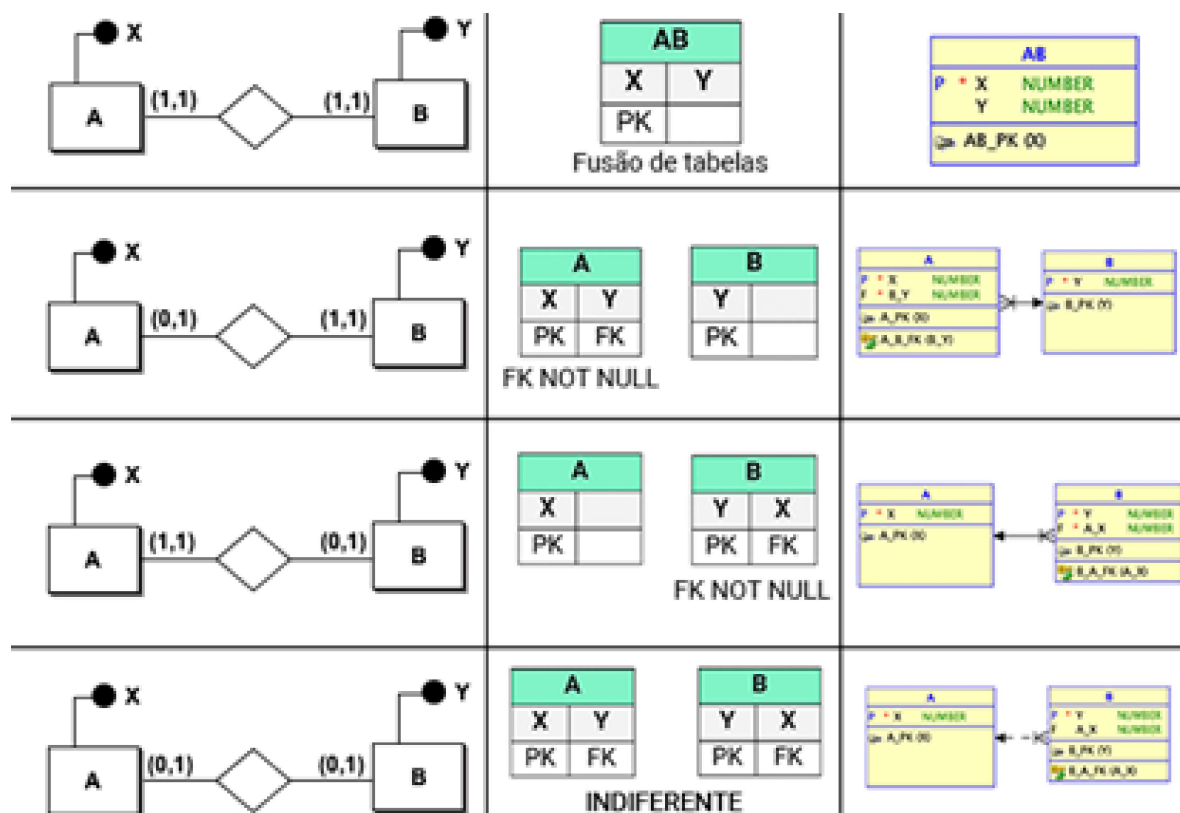 X
Y
A
(1,1)
(1,1)
B
AB
X Y
PK
Fusão de tabelas
AB
P * X NUMBER
Y NUMBER
AB_PK (X)
X
Y
A
(0,1)
(1,1)
B
A
X Y
PK FK
FK NOT NULL
B
Y
PK
A
P * X NUMBER
F * B_Y NUMBER
A_PK (X)
A_B_FK (B_Y)
B
P * Y NUMBER
B_PK (Y)
X
Y
A
(1,1)
(0,1)
B
A
X
PK
B
Y X
PK FK
FK NOT NULL
A
P * X NUMBER
A_PK (X)
B
P * Y NUMBER
F * A_X NUMBER
B_PK (Y)
B_A_FK (A_X)
X
Y
A
(0,1)
(0,1)
B
A
X Y
PK FK
B
Y X
PK FK
INDIFERENTE
A
P * X NUMBER
A_PK (X)
B
P * Y NUMBER
F A_X NUMBER
B_PK (Y)
B_A_FK (A_X)